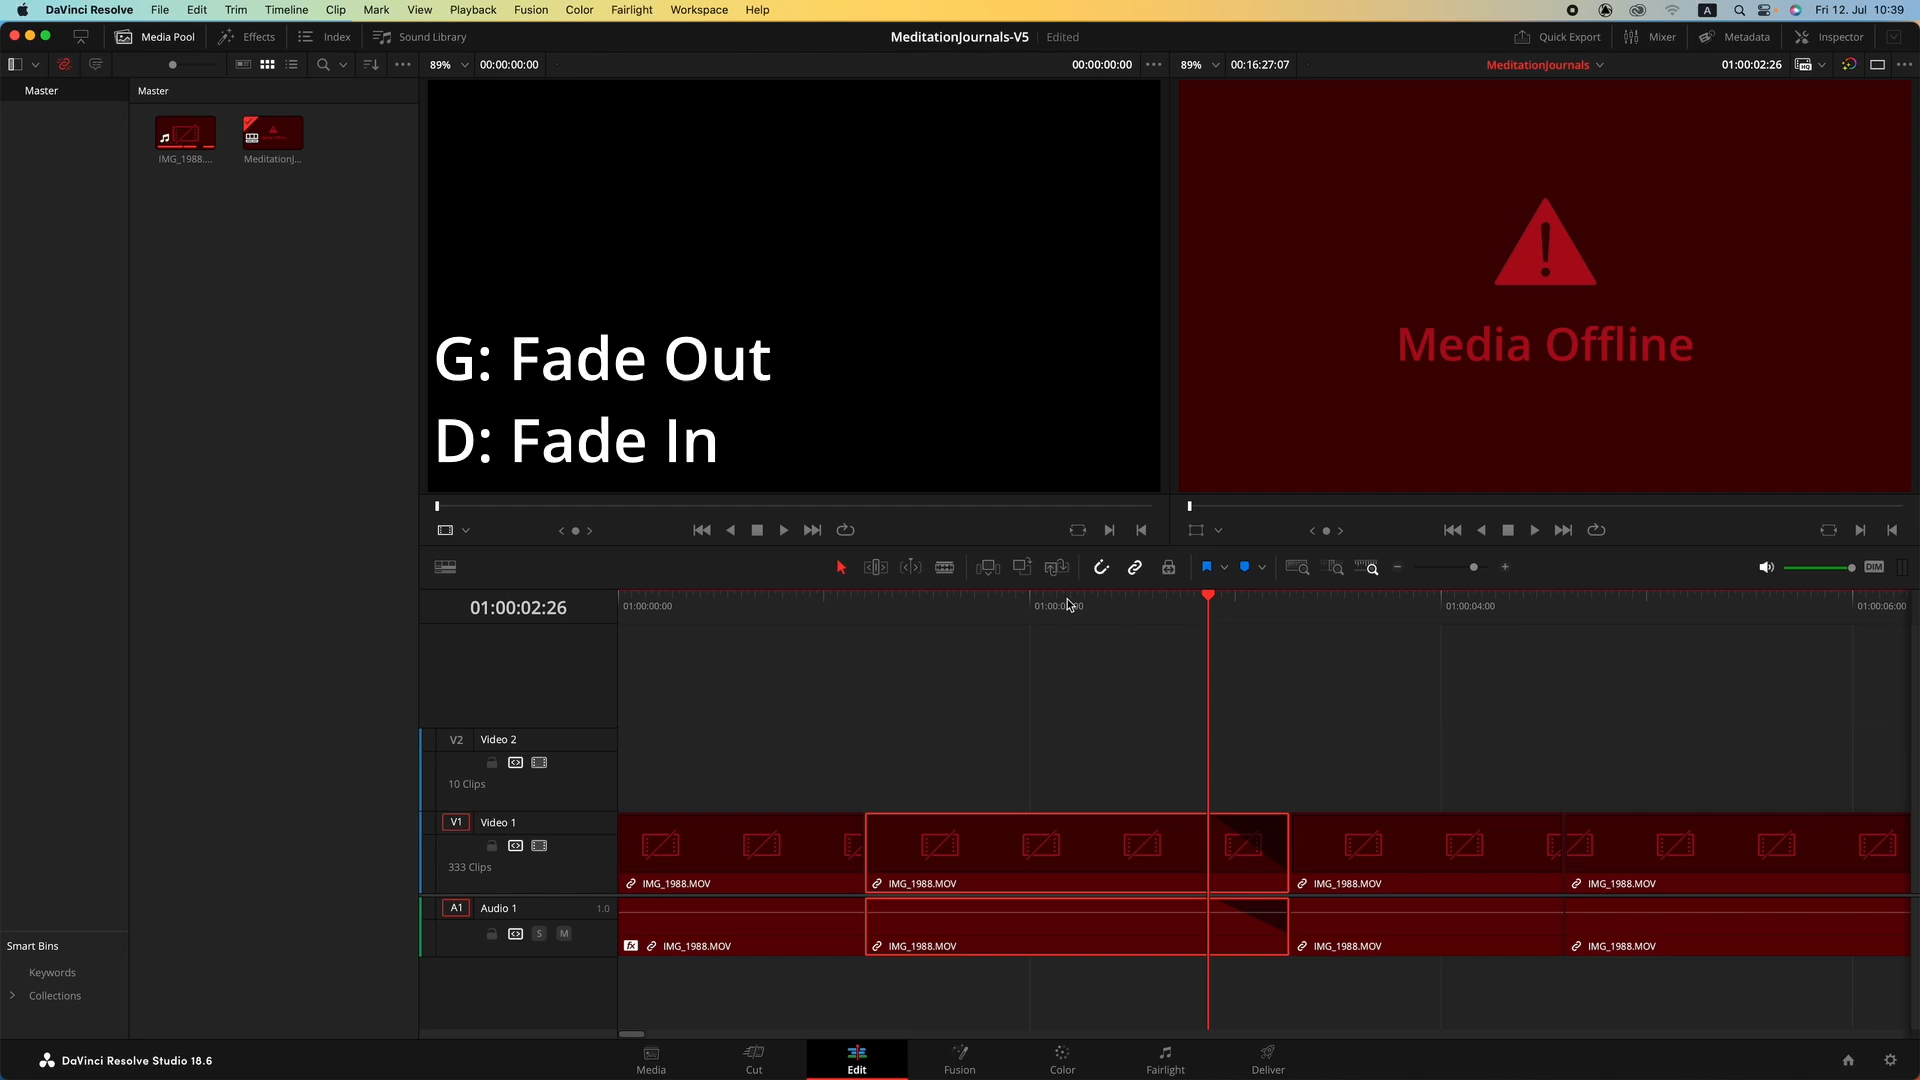 DaVinci Resolve File Edit Trim Timeline Clip Mark View Playback Fusion Color Fairlight Workspace Help A Fri 12. Jul 10:39
Media Pool Effects Index Sound Library MeditationJournals-V5 Edited Quick Export Mixer Metadata Inspector
89% 00:00:00:00 00:00:00:00 89% 00:16:27:07 MeditationJournals 01:00:02:26
Master Master
IMG_1988.... MeditationJ...
G: Fade Out
D: Fade In
Media Offline
DIM
01:00:02:26 01:00:00:00 01:00:04:00 01:00:06:00
V2 Video 2
10 Clips
V1 Video 1
333 Clips
IMG_1988.MOV IMG_1988.MOV IMG_1988.MOV IMG_1988.MOV
A1 Audio 1 1.0
S M
fx IMG_1988.MOV IMG_1988.MOV IMG_1988.MOV IMG_1988.MOV
Smart Bins
Keywords
Collections
DaVinci Resolve Studio 18.6
Media Cut Edit Fusion Color Fairlight Deliver